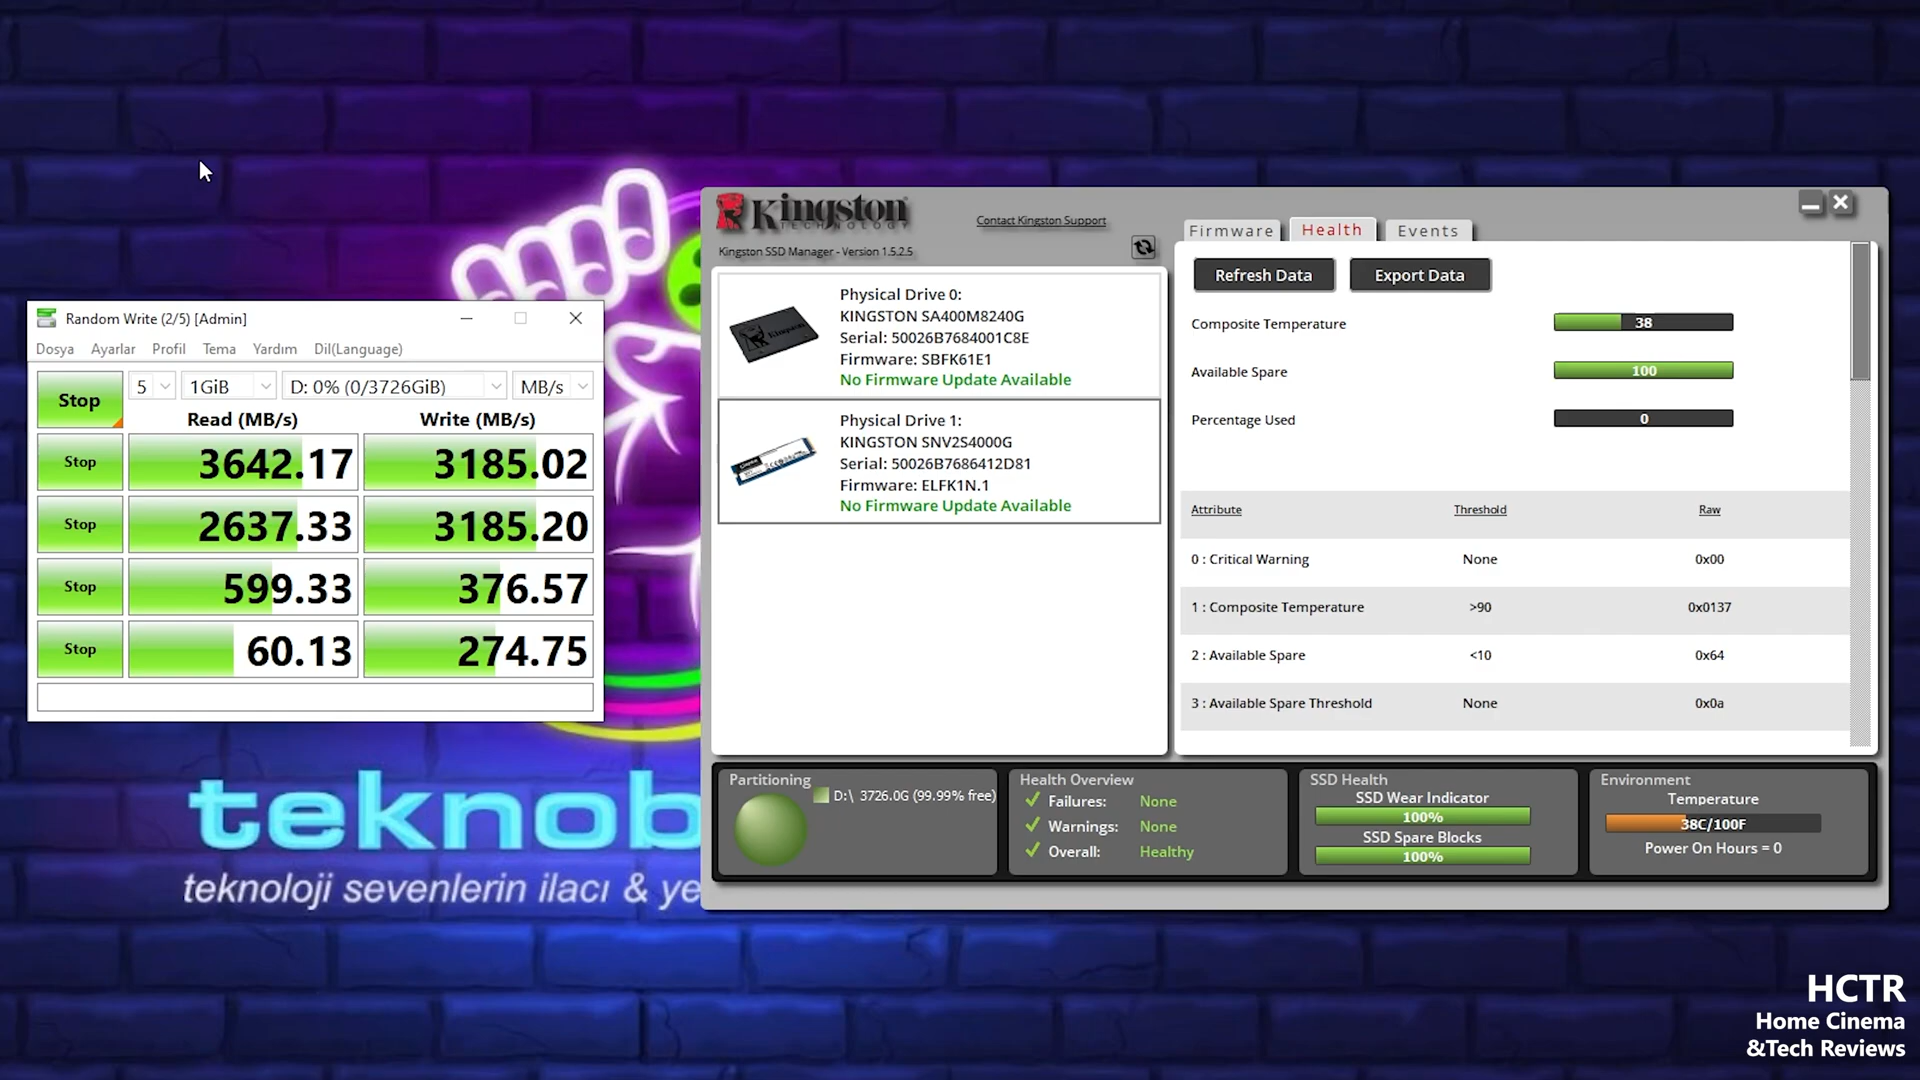 Random Write (2/5) [Admin]
Dosya Ayarlar Profil Tema Yardım Dil(Language)
Stop 5 1GiB D: 0% (0/3726GiB) MB/s
Read (MB/s) Write (MB/s)
Stop 3642.17 3185.02
Stop 2637.33 3185.20
Stop 599.33 376.57
Stop 60.13 274.75
teknob
teknoloji sevenlerin ilacı & ye
Kingston
TECHNOLOGY
Contact Kingston Support
Kingston SSD Manager - Version 1.5.2.5
Physical Drive 0:
KINGSTON SA400M8240G
Serial: 50026B7684001C8E
Firmware: SBFK61E1
No Firmware Update Available
Physical Drive 1:
KINGSTON SNV2S4000G
Serial: 50026B7686412D81
Firmware: ELFK1N.1
No Firmware Update Available
Firmware Health Events
Refresh Data Export Data
Composite Temperature 38
Available Spare 100
Percentage Used 0
Attribute Threshold Raw
0 : Critical Warning None 0x00
1 : Composite Temperature >90 0x0137
2 : Available Spare <10 0x64
3 : Available Spare Threshold None 0x0a
Partitioning
D:\ 3726.0G (99.99% free)
Health Overview
Failures: None
Warnings: None
Overall: Healthy
SSD Health
SSD Wear Indicator
100%
SSD Spare Blocks
100%
Environment
Temperature
38C/100F
Power On Hours = 0
HCTR
Home Cinema
&Tech Reviews